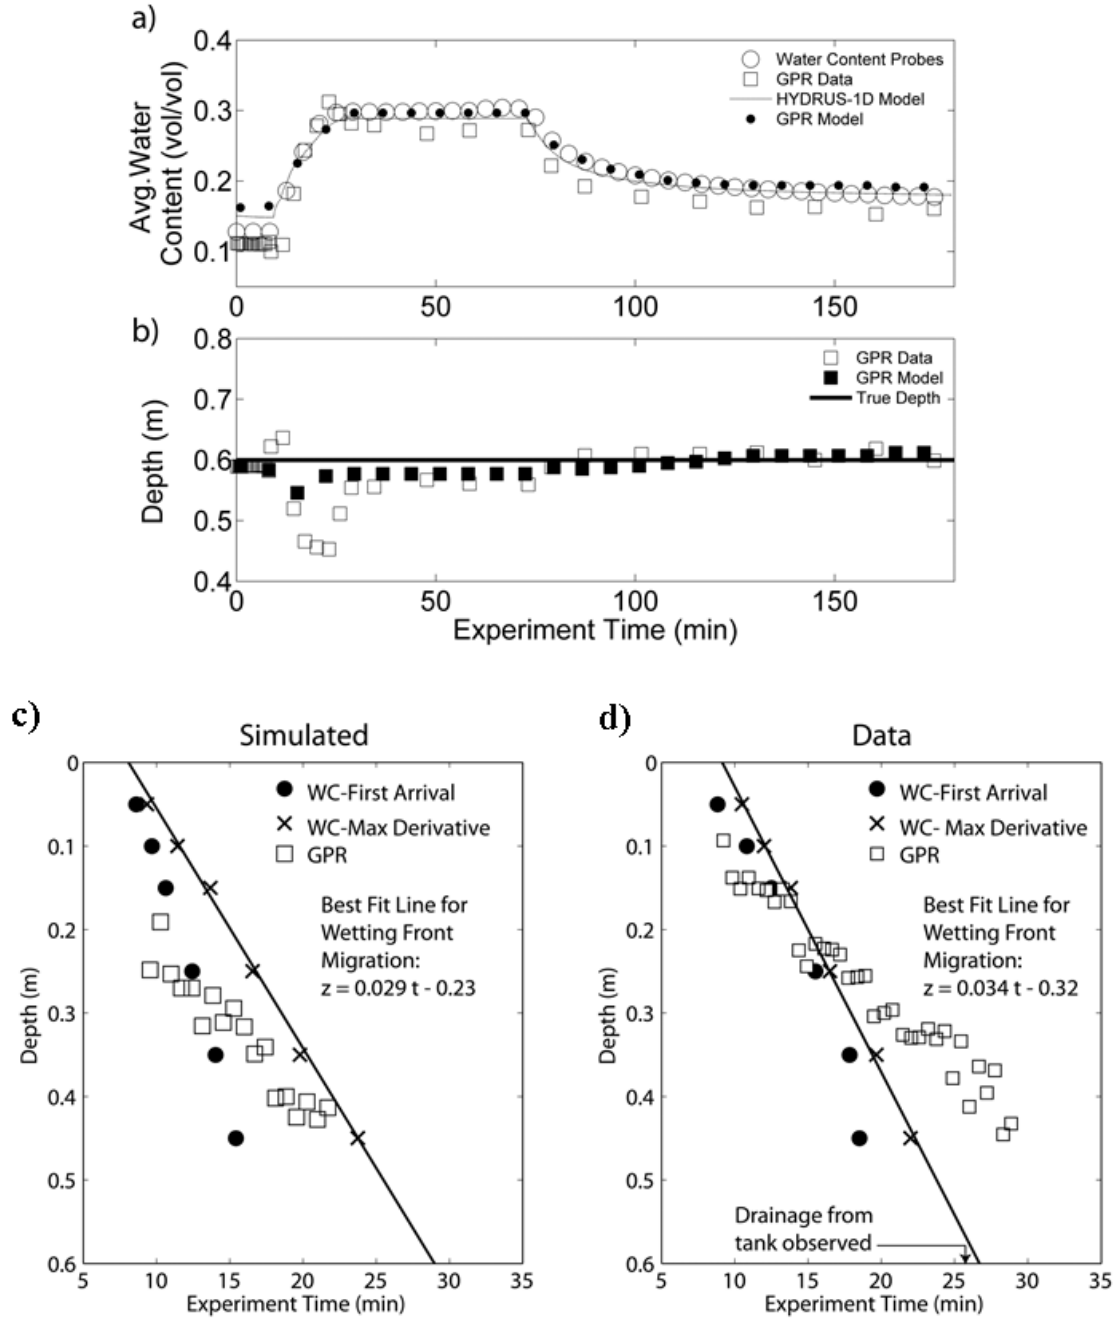 a)
0.4
0.3
0.2
0.1
Avg.Water
Content (vol/vol)
Water Content Probes
GPR Data
HYDRUS-1D Model
GPR Model
0 50 100 150
b)
0.8
0.7
0.6
0.5
0.4
Depth (m)
GPR Data
GPR Model
True Depth
0 50 100 150
Experiment Time (min)
c)
Simulated
0
0.1
0.2
0.3
0.4
0.5
0.6
Depth (m)
WC-First Arrival
WC-Max Derivative
GPR
Best Fit Line for
Wetting Front
Migration:
z = 0.029 t - 0.23
5 10 15 20 25 30 35
Experiment Time (min)
d)
Data
0
0.1
0.2
0.3
0.4
0.5
0.6
Depth (m)
WC-First Arrival
WC- Max Derivative
GPR
Best Fit Line for
Wetting Front
Migration:
z = 0.034 t - 0.32
Drainage from
tank observed
5 10 15 20 25 30 35
Experiment Time (min)